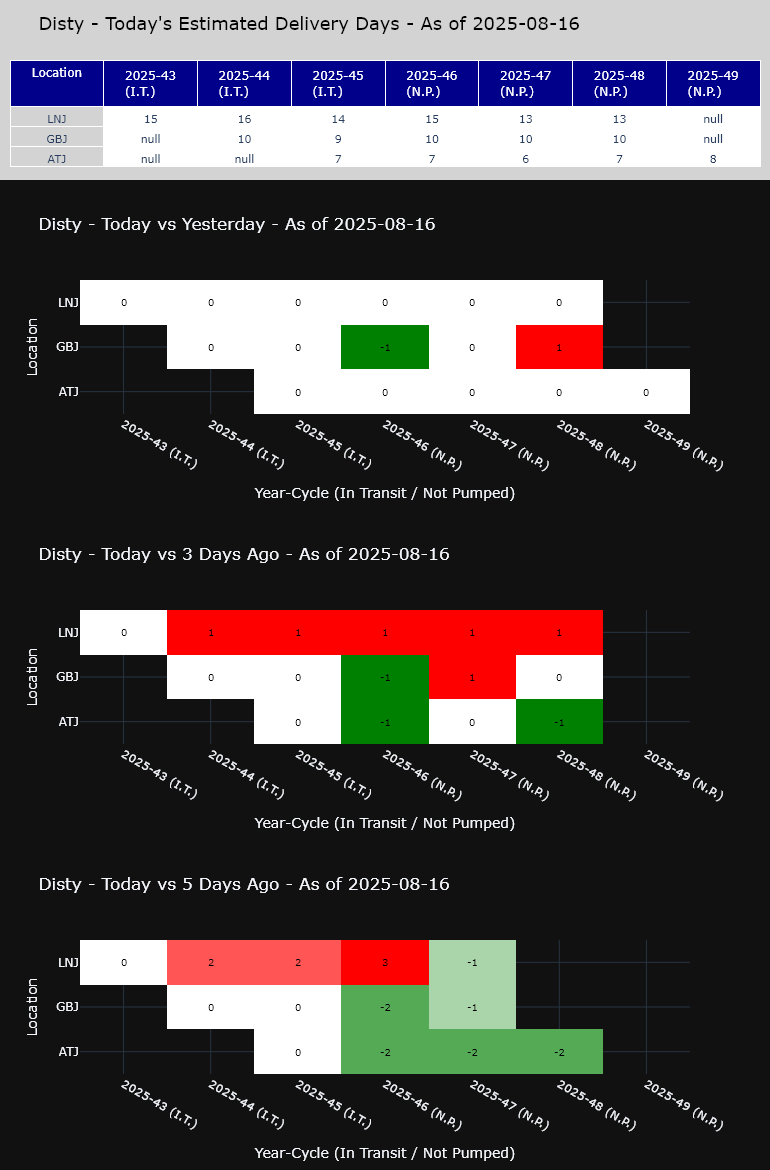 Disty - Today's Estimated Delivery Days - As of 2025-08-16
Location 2025-43 (I.T.) 2025-44 (I.T.) 2025-45 (I.T.) 2025-46 (N.P.) 2025-47 (N.P.) 2025-48 (N.P.) 2025-49 (N.P.)
LNJ 15 16 14 15 13 13 null
GBJ null 10 9 10 10 10 null
ATJ null null 7 7 6 7 8
Disty - Today vs Yesterday - As of 2025-08-16
Location
LNJ 0 0 0 0 0 0
GBJ 0 0 -1 0 1
ATJ 0 0 0 0 0
2025-43 (I.T.) 2025-44 (I.T.) 2025-45 (I.T.) 2025-46 (N.P.) 2025-47 (N.P.) 2025-48 (N.P.) 2025-49 (N.P.)
Year-Cycle (In Transit / Not Pumped)
Disty - Today vs 3 Days Ago - As of 2025-08-16
Location
LNJ 0 1 1 1 1 1
GBJ 0 0 -1 1 0
ATJ 0 -1 0 -1
2025-43 (I.T.) 2025-44 (I.T.) 2025-45 (I.T.) 2025-46 (N.P.) 2025-47 (N.P.) 2025-48 (N.P.) 2025-49 (N.P.)
Year-Cycle (In Transit / Not Pumped)
Disty - Today vs 5 Days Ago - As of 2025-08-16
Location
LNJ 0 2 2 3 -1
GBJ 0 0 -2 -1
ATJ 0 -2 -2 -2
2025-43 (I.T.) 2025-44 (I.T.) 2025-45 (I.T.) 2025-46 (N.P.) 2025-47 (N.P.) 2025-48 (N.P.) 2025-49 (N.P.)
Year-Cycle (In Transit / Not Pumped)